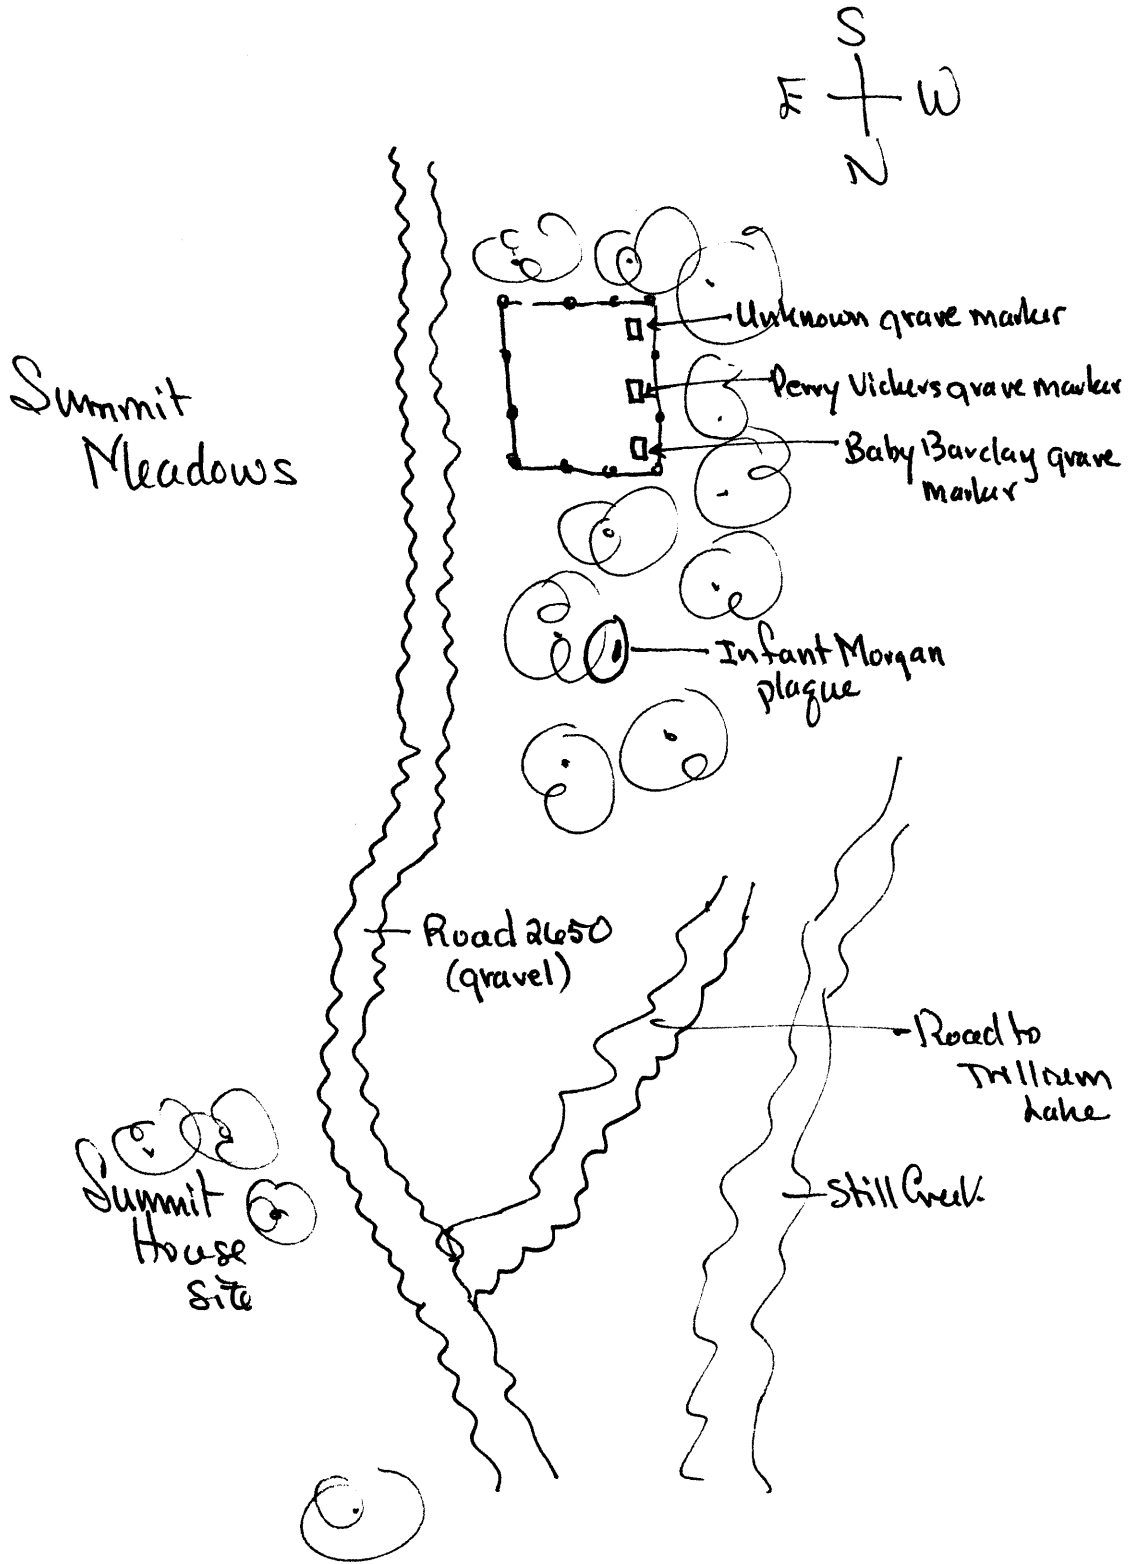 S
E W
N
Unknown grave marker
Perry Vickers grave marker
Summit
Meadows
Baby Barclay grave
marker
Infant Morgan
plaque
Road 2650
(gravel)
Road to
Trillium
Lake
Summit
House
Site
Still Creek